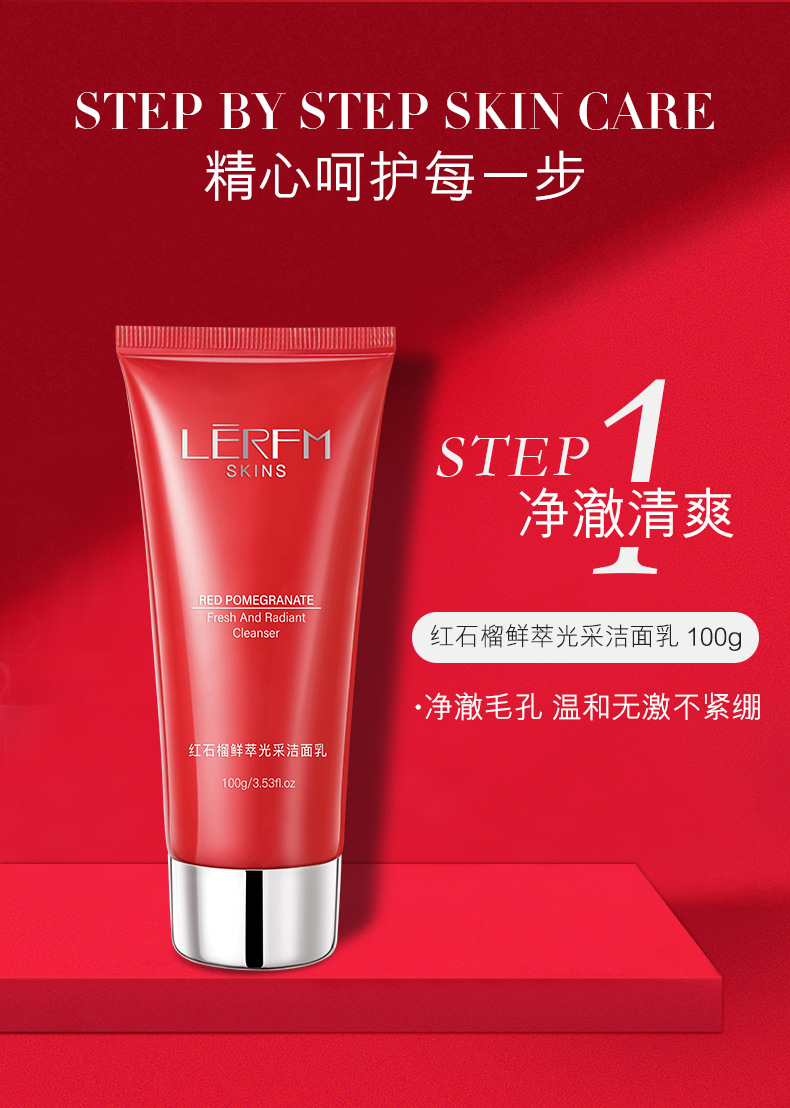 STEP BY STEP SKIN CARE
精心呵护每一步
LĒRFM
SKINS
RED POMEGRANATE
Fresh And Radiant
Cleanser
红石榴鲜萃光采洁面乳
100g/3.53fl.oz
STEP 1
净澈清爽
红石榴鲜萃光采洁面乳 100g
·净澈毛孔 温和无激不紧绷